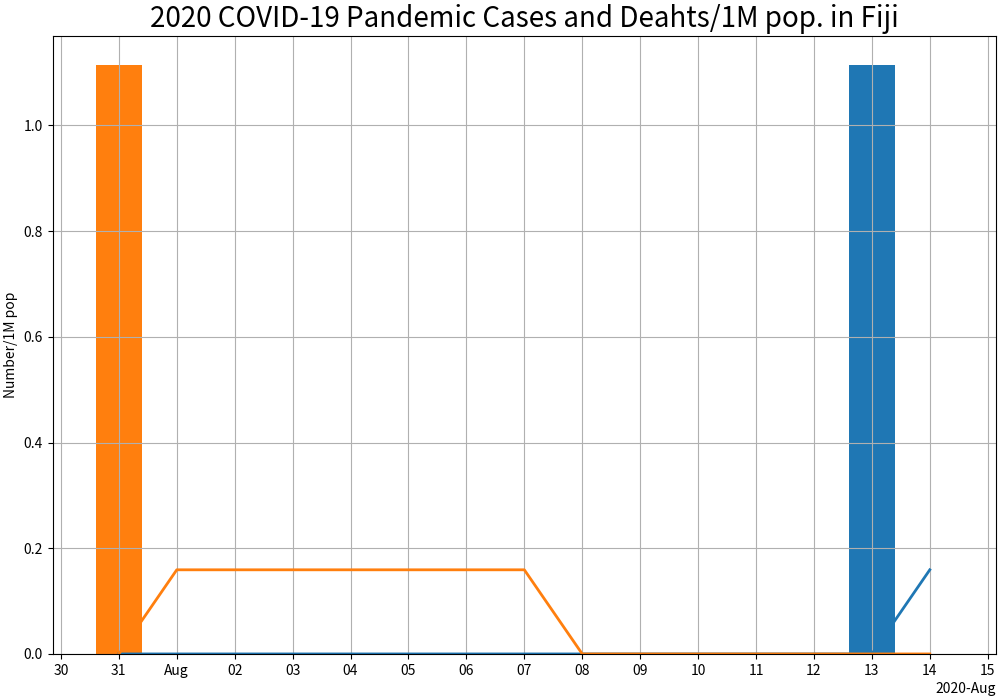 2020 COVID-19 Pandemic Cases and Deahts/1M pop. in Fiji
Number/1M pop
1.0
0.8
0.6
0.4
0.2
0.0
30 31 Aug 02 03 04 05 06 07 08 09 10 11 12 13 14 15
2020-Aug